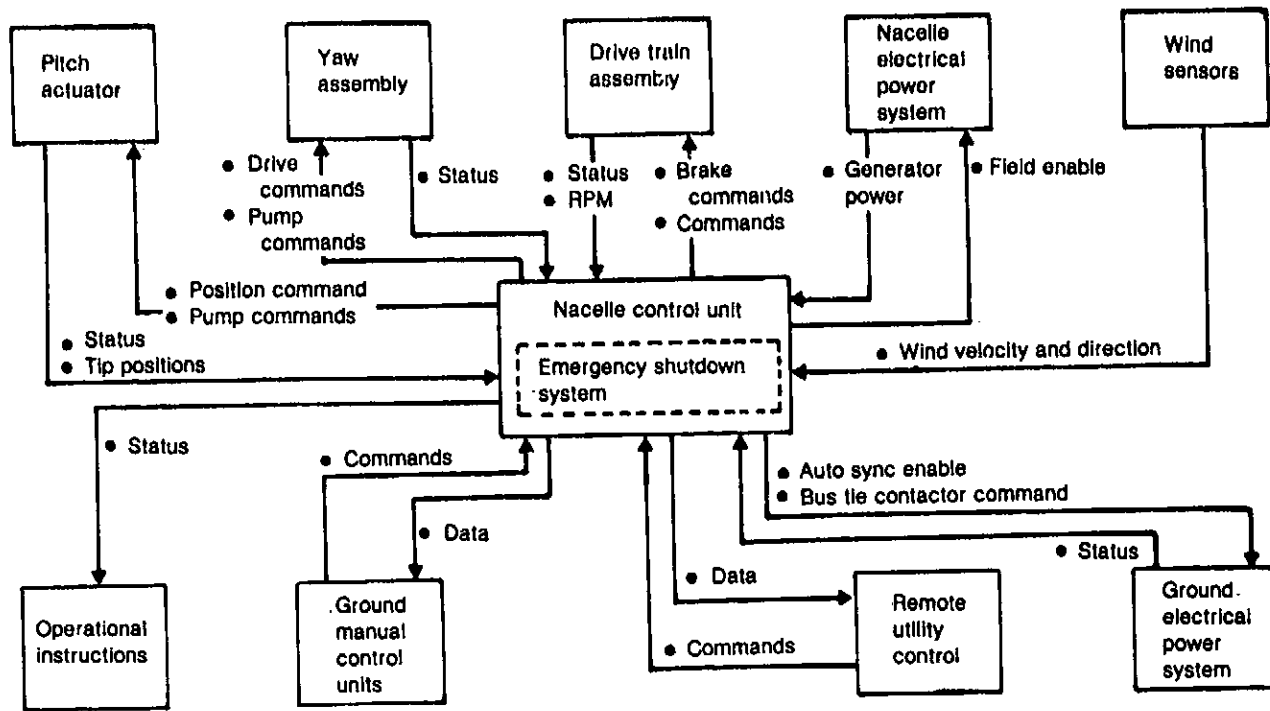 Pitch
actuator
Yaw
assembly
Drive train
assembly
Nacelle
electrical
power
system
Wind
sensors
● Drive
commands
● Pump
commands
● Status
● Status
● RPM
● Brake
commands
● Commands
● Generator
power
● Field enable
● Position command
● Pump commands
● Status
● Tip positions
Nacelle control unit
Emergency shutdown
system
● Wind velocity and direction
● Status
● Commands
● Data
● Auto sync enable
● Bus tie contactor command
● Status
● Data
● Commands
Operational
instructions
Ground
manual
control
units
Remote
utility
control
Ground
electrical
power
system